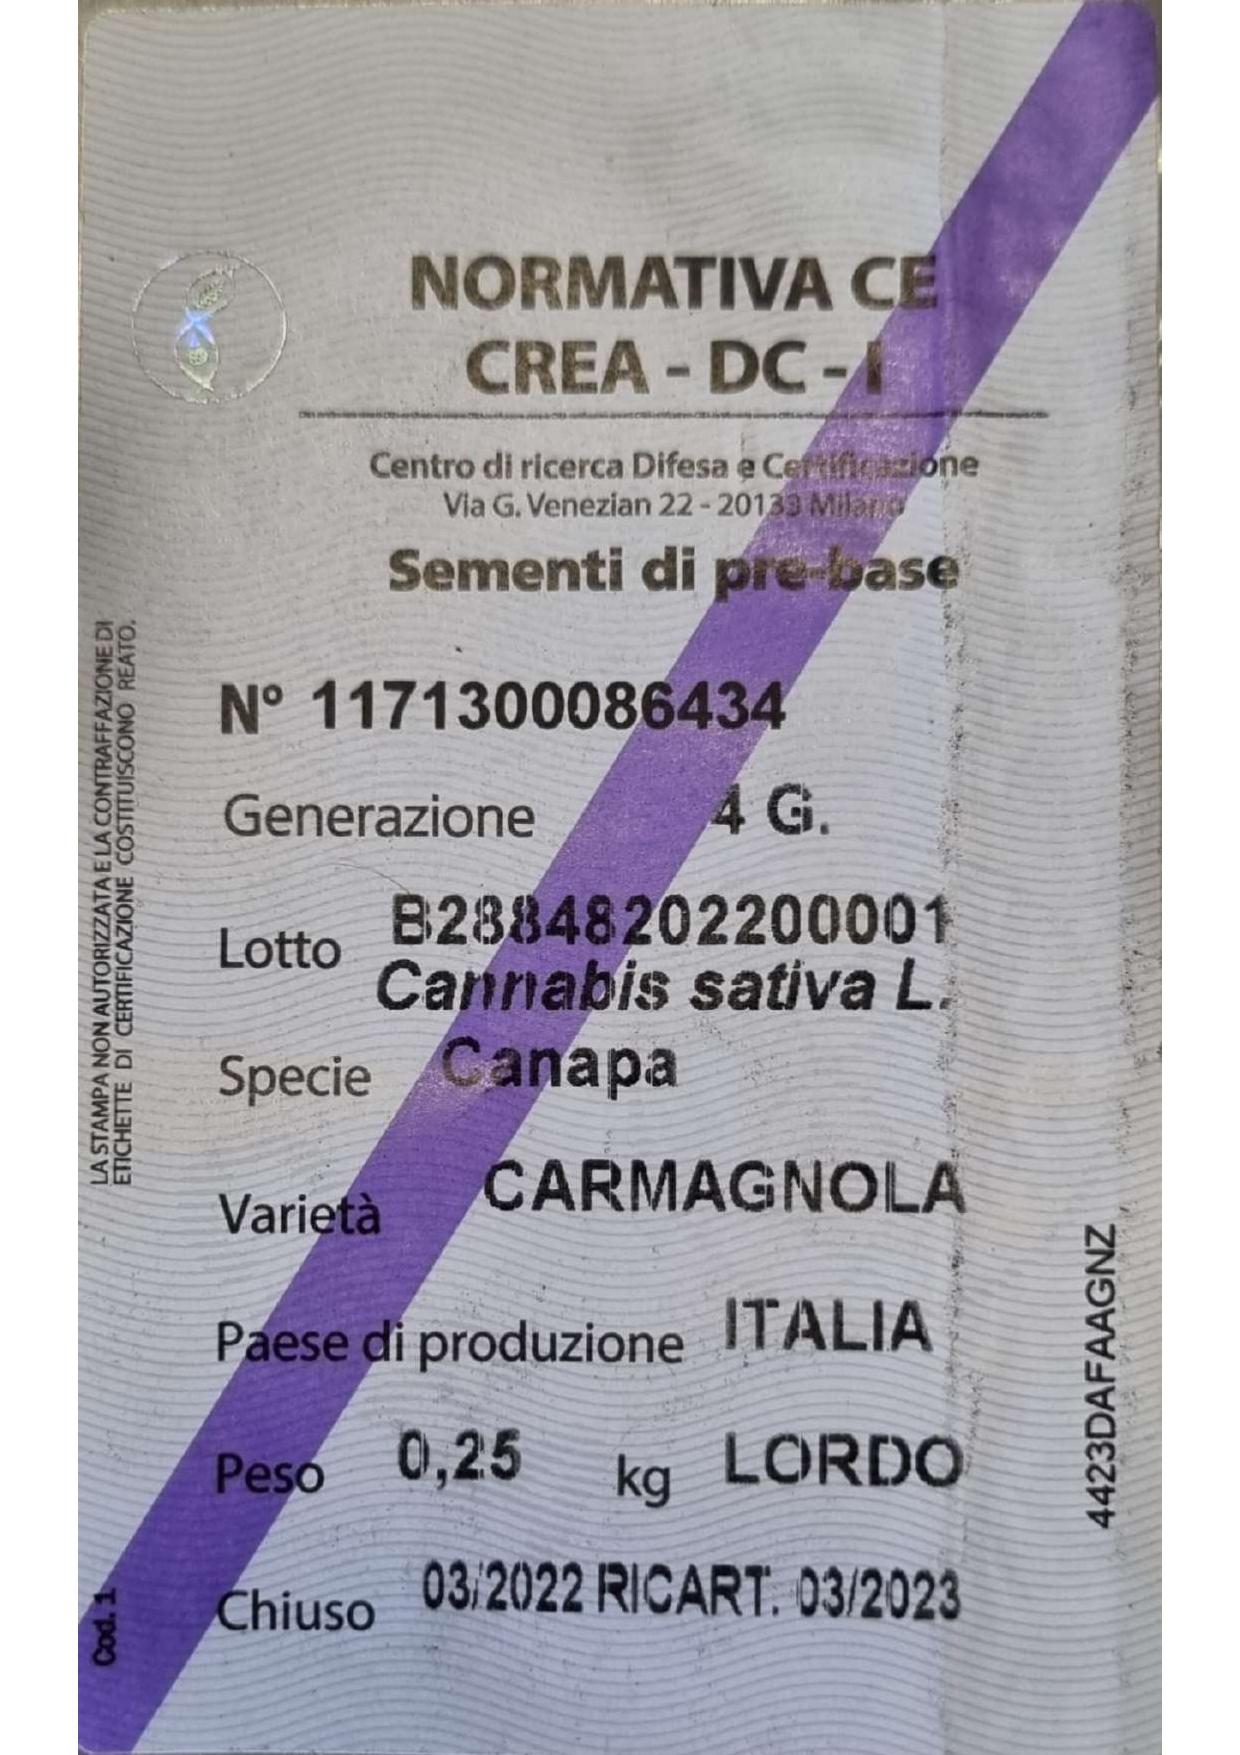 NORMATIVA CE
CREA - DC - I
Centro di ricerca Difesa e Certificazione
Via G. Venezian 22 - 20133 Milano
Sementi di pre-base
N° 1171300086434
Generazione 4 G.
Lotto B28848202200001
Cannabis sativa L.
Specie Canapa
Varietà CARMAGNOLA
Paese di produzione ITALIA
Peso 0,25 kg LORDO
Chiuso 03/2022 RICART. 03/2023
LA STAMPA NON AUTORIZZATA E LA CONTRAFFAZIONE DI
ETICHETTE DI CERTIFICAZIONE COSTITUISCONO REATO.
Cod. 1
4423DAFAAGNZ